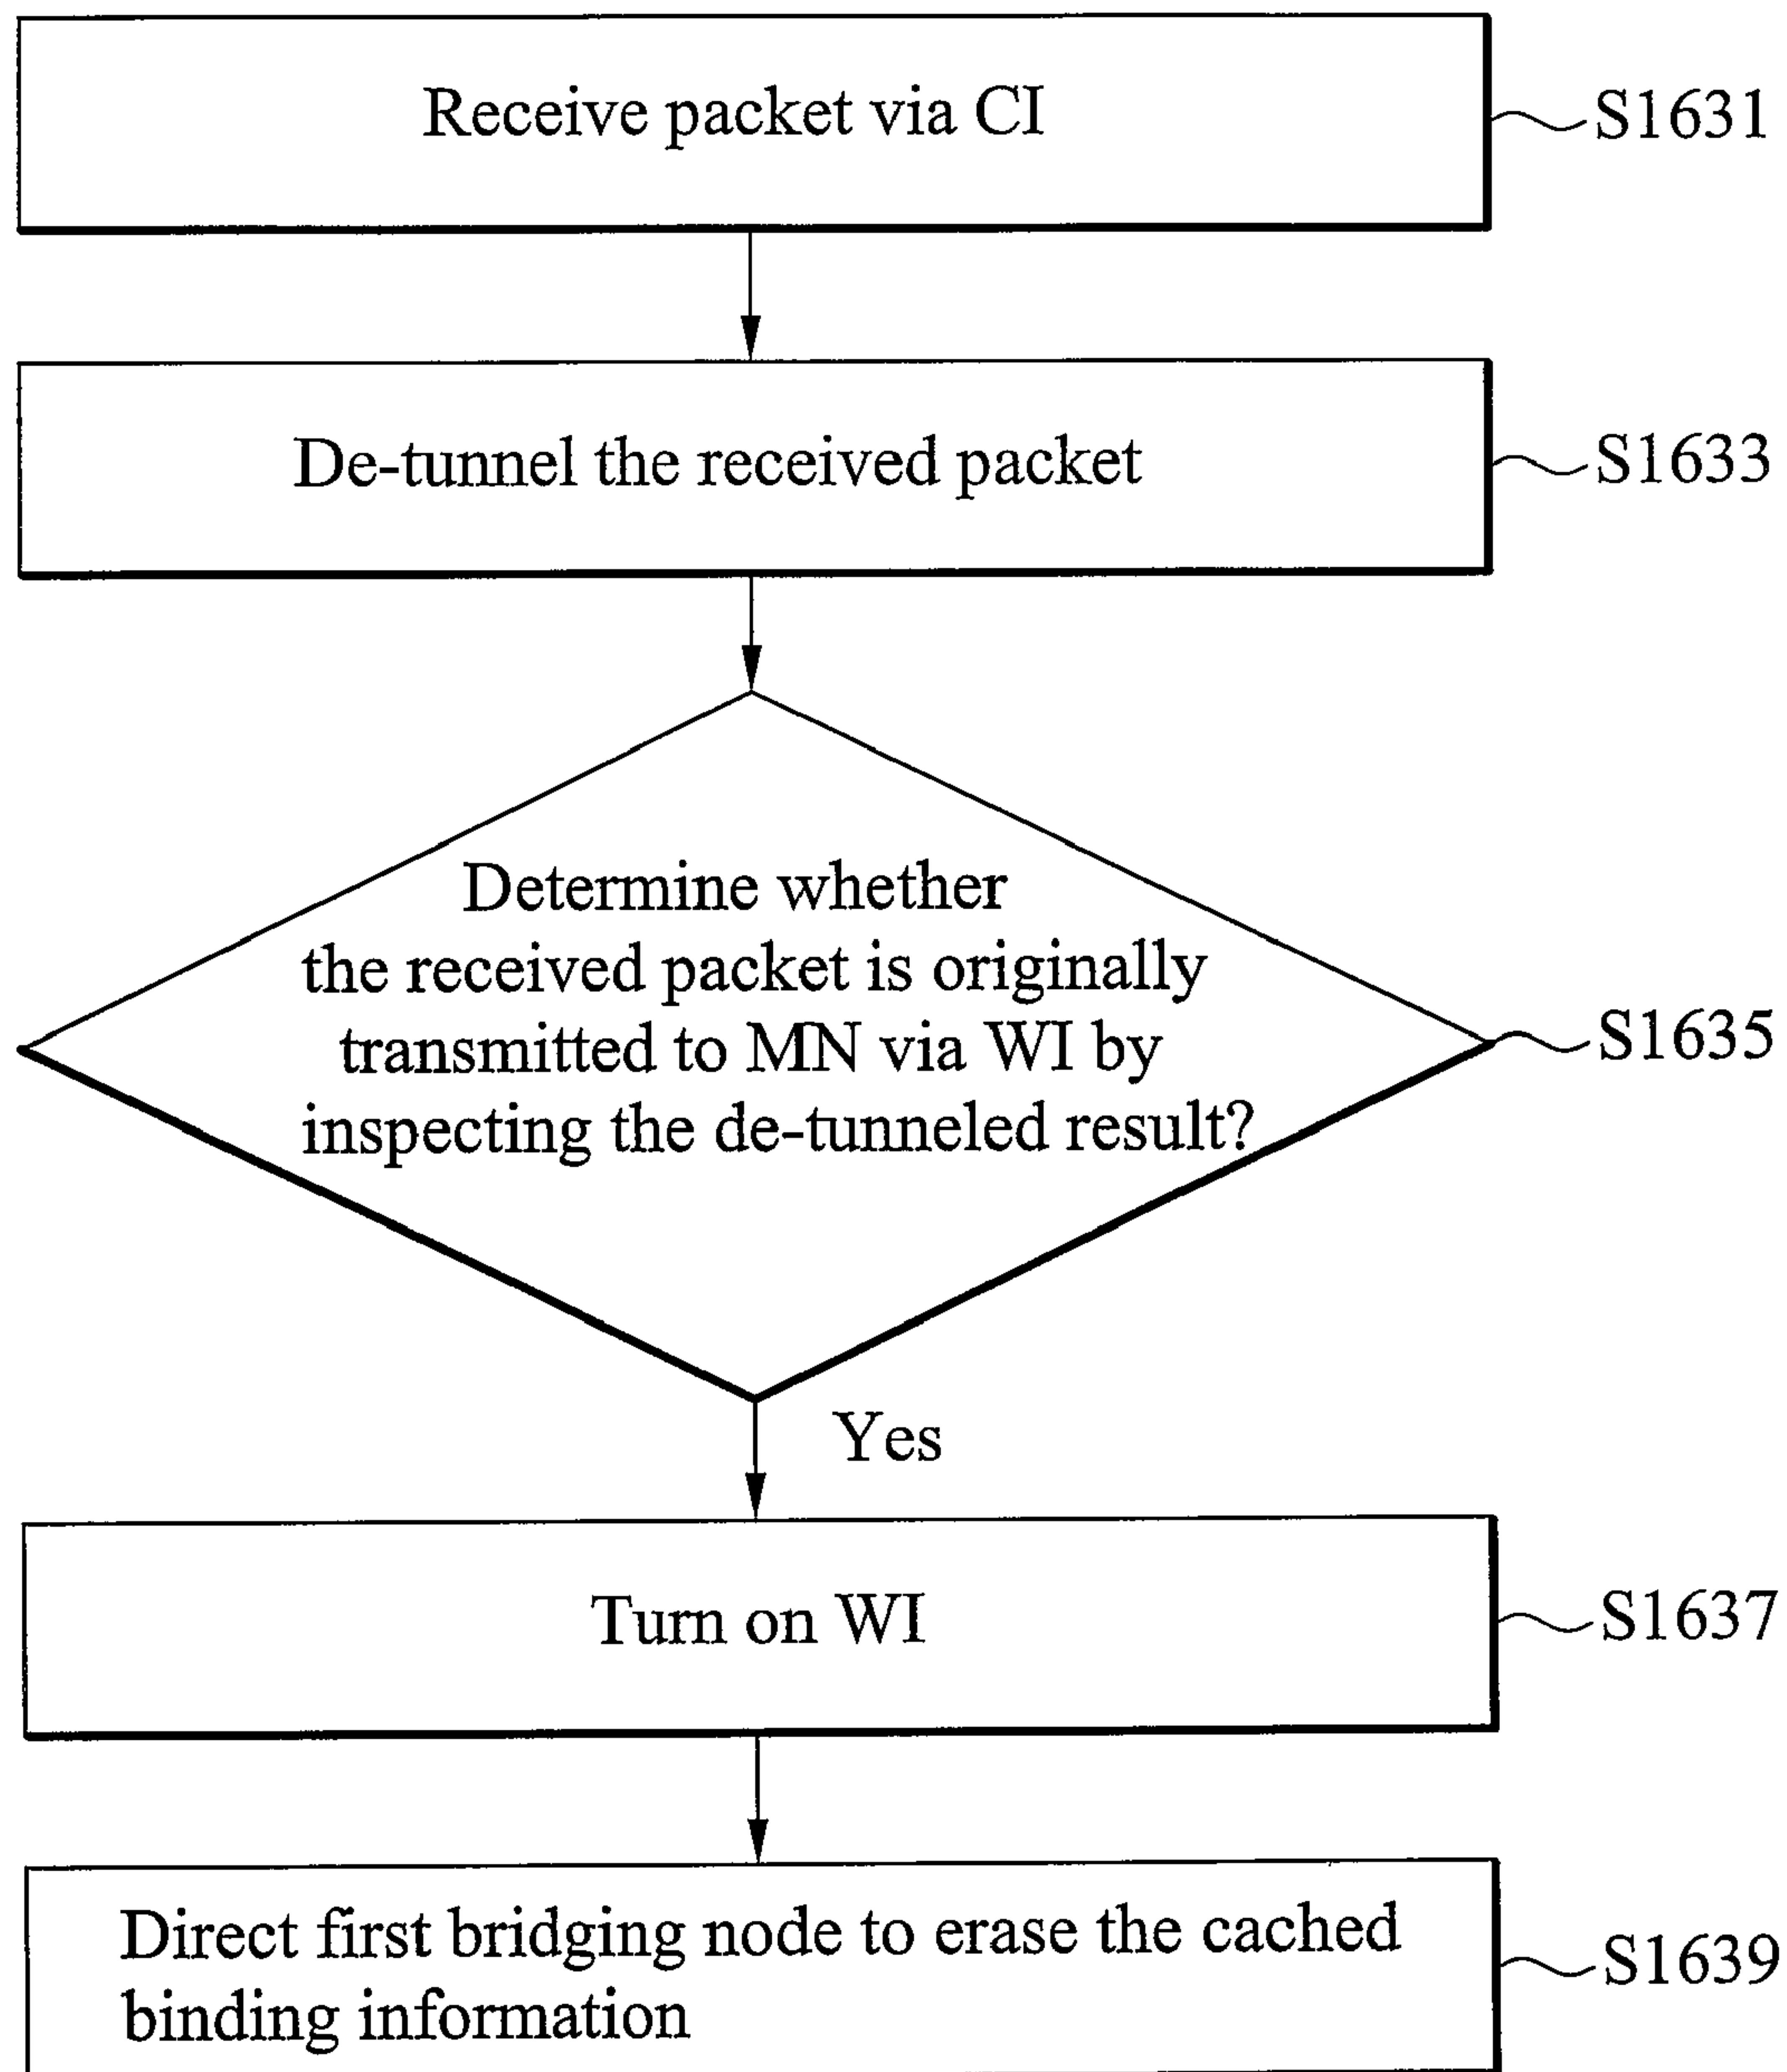 Receive packet via CI
S1631
De-tunnel the received packet
S1633
Determine whether
the received packet is originally
transmitted to MN via WI by
inspecting the de-tunneled result?
S1635
Yes
Turn on WI
S1637
Direct first bridging node to erase the cached
binding information
S1639